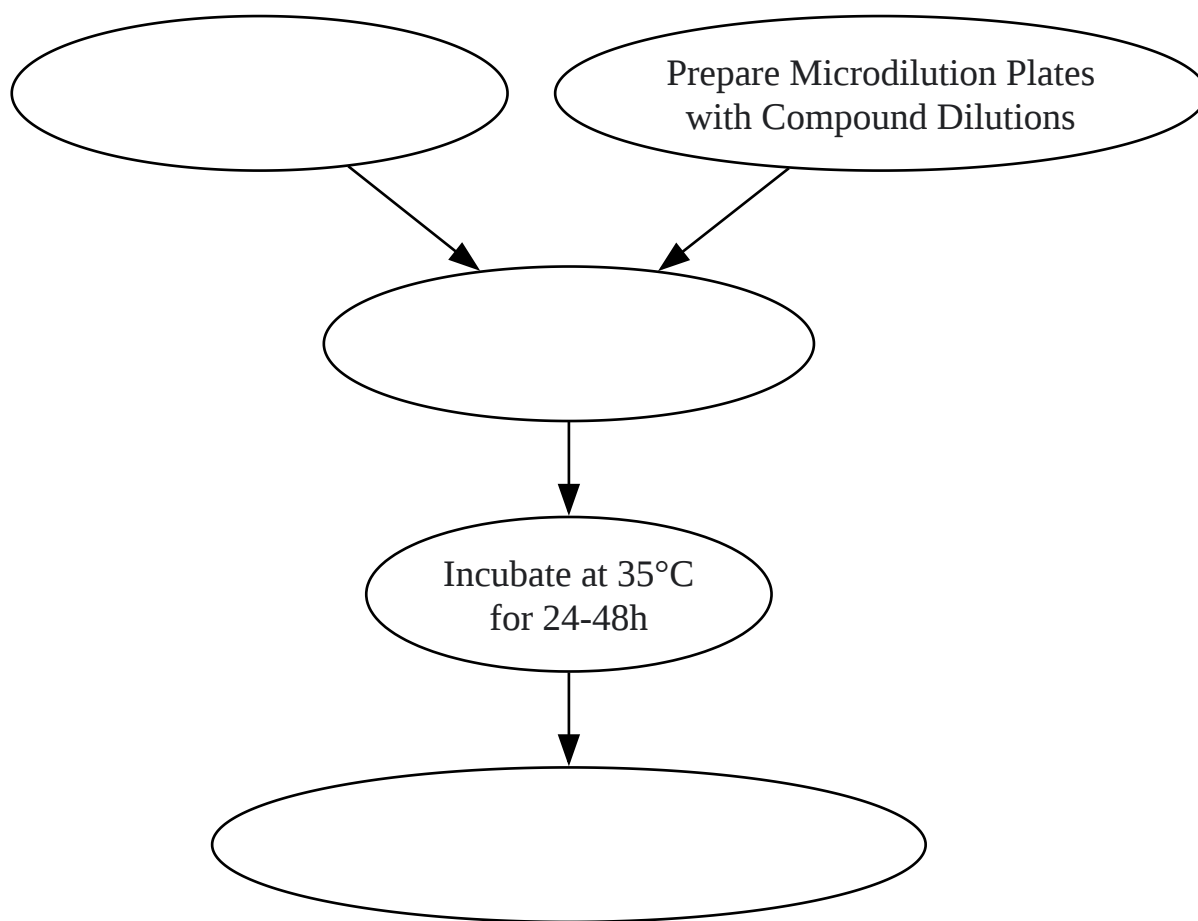 Prepare Microdilution Plates
with Compound Dilutions
Incubate at 35°C
for 24-48h